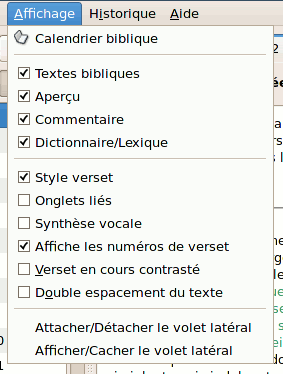 Affichage Historique Aide
Calendrier biblique
Textes bibliques
Aperçu
Commentaire
Dictionnaire/Lexique
Style verset
Onglets liés
Synthèse vocale
Affiche les numéros de verset
Verset en cours contrasté
Double espacement du texte
Attacher/Détacher le volet latéral
Afficher/Cacher le volet latéral